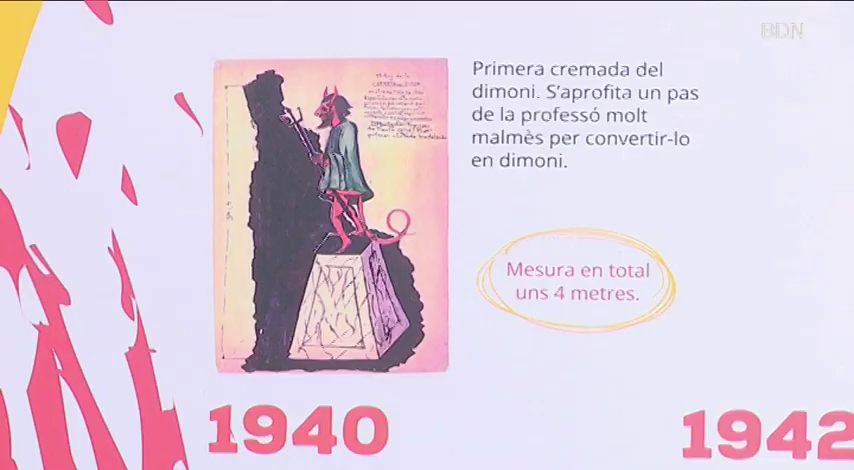 BDN
Primera cremada del
dimoni. S’aprofita un pas
de la professó molt
malmès per convertir-lo
en dimoni.
Mesura en total
uns 4 metres.
1940
1942